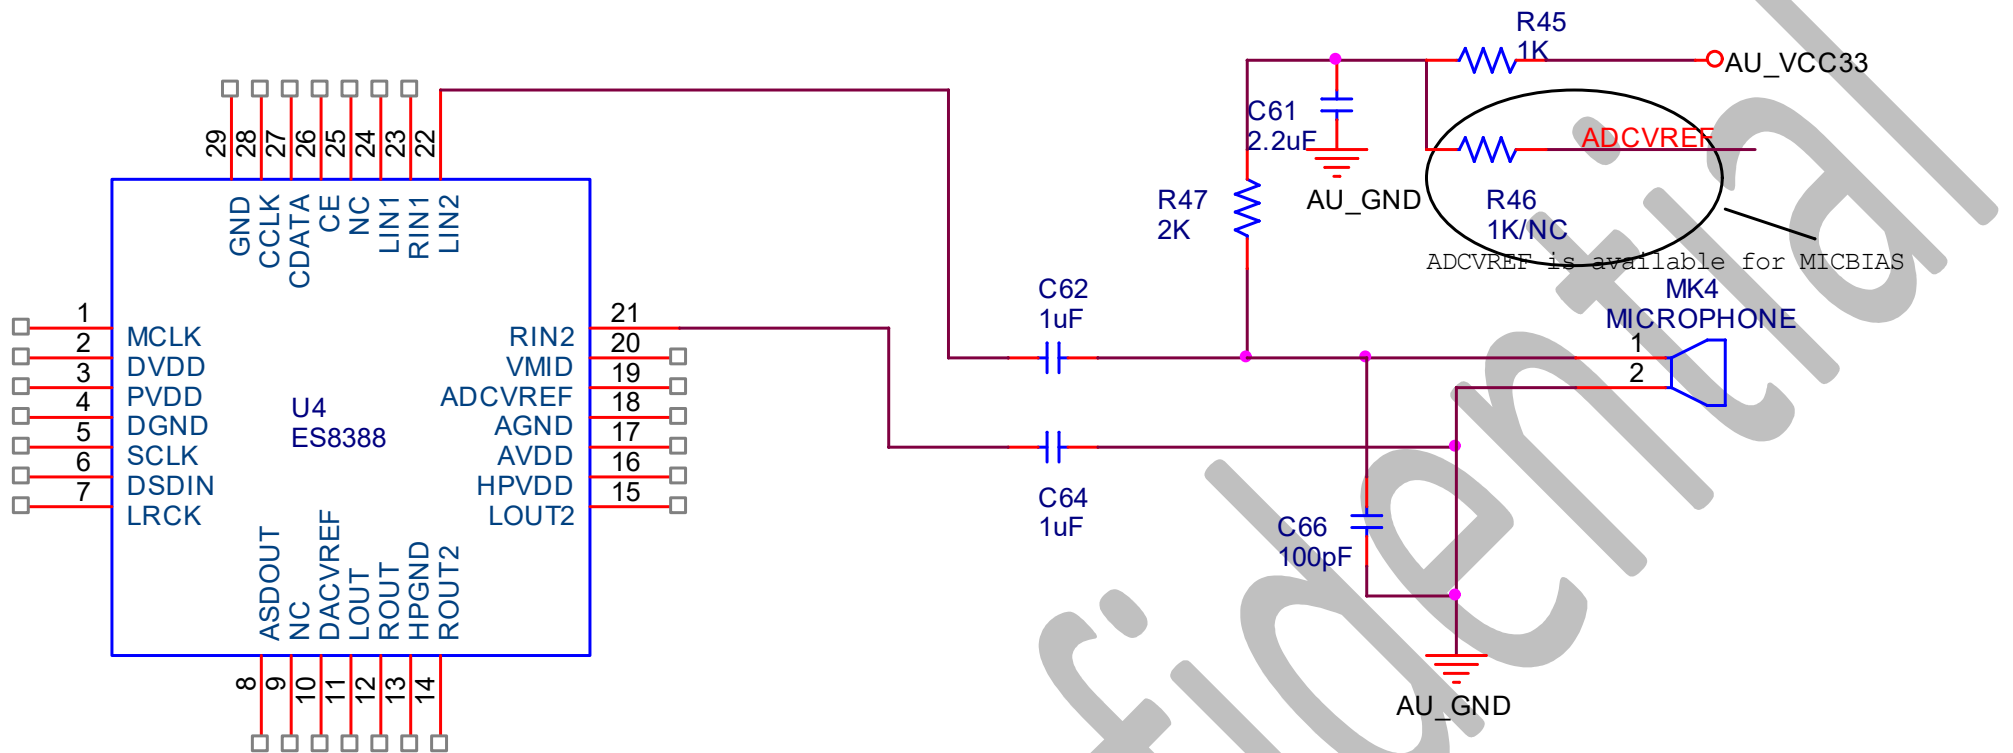 R45
1K
AU_VCC33
C61
2.2uF
ADCVREF
AU_GND
R47
2K
R46
1K/NC
ADCVREF is available for MICBIAS
MK4
MICROPHONE
1
2
C62
1uF
C64
1uF
C66
100pF
AU_GND
29
28
27
26
25
24
23
22
GND
CCLK
CDATA
CE
NC
LIN1
RIN1
LIN2
1 MCLK
2 DVDD
3 PVDD
4 DGND
5 SCLK
6 DSDIN
7 LRCK
U4
ES8388
21 RIN2
20 VMID
19 ADCVREF
18 AGND
17 AVDD
16 HPVDD
15 LOUT2
ASDOUT
NC
DACVREF
LOUT
ROUT
HPGND
ROUT2
8
9
10
11
12
13
14
fidential